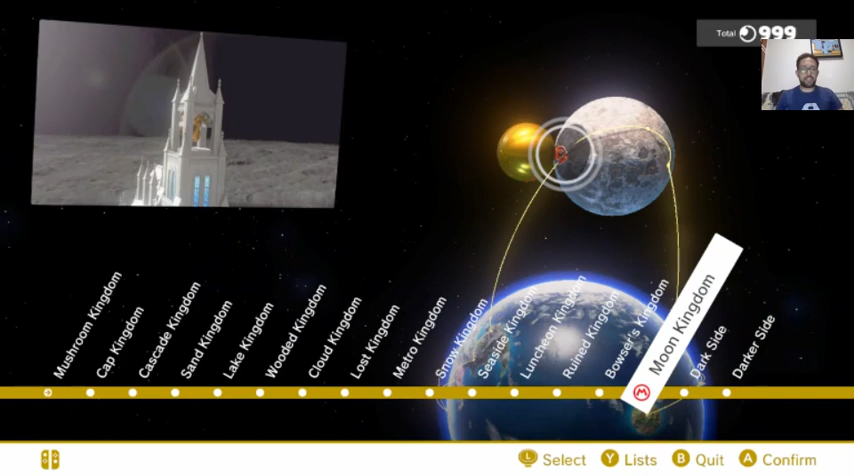 Total 999
Mushroom Kingdom
Cap Kingdom
Cascade Kingdom
Sand Kingdom
Lake Kingdom
Wooded Kingdom
Cloud Kingdom
Lost Kingdom
Metro Kingdom
Snow Kingdom
Seaside Kingdom
Luncheon Kingdom
Ruined Kingdom
Bowser's Kingdom
Moon Kingdom
Dark Side
Darker Side
L Select Y Lists B Quit A Confirm